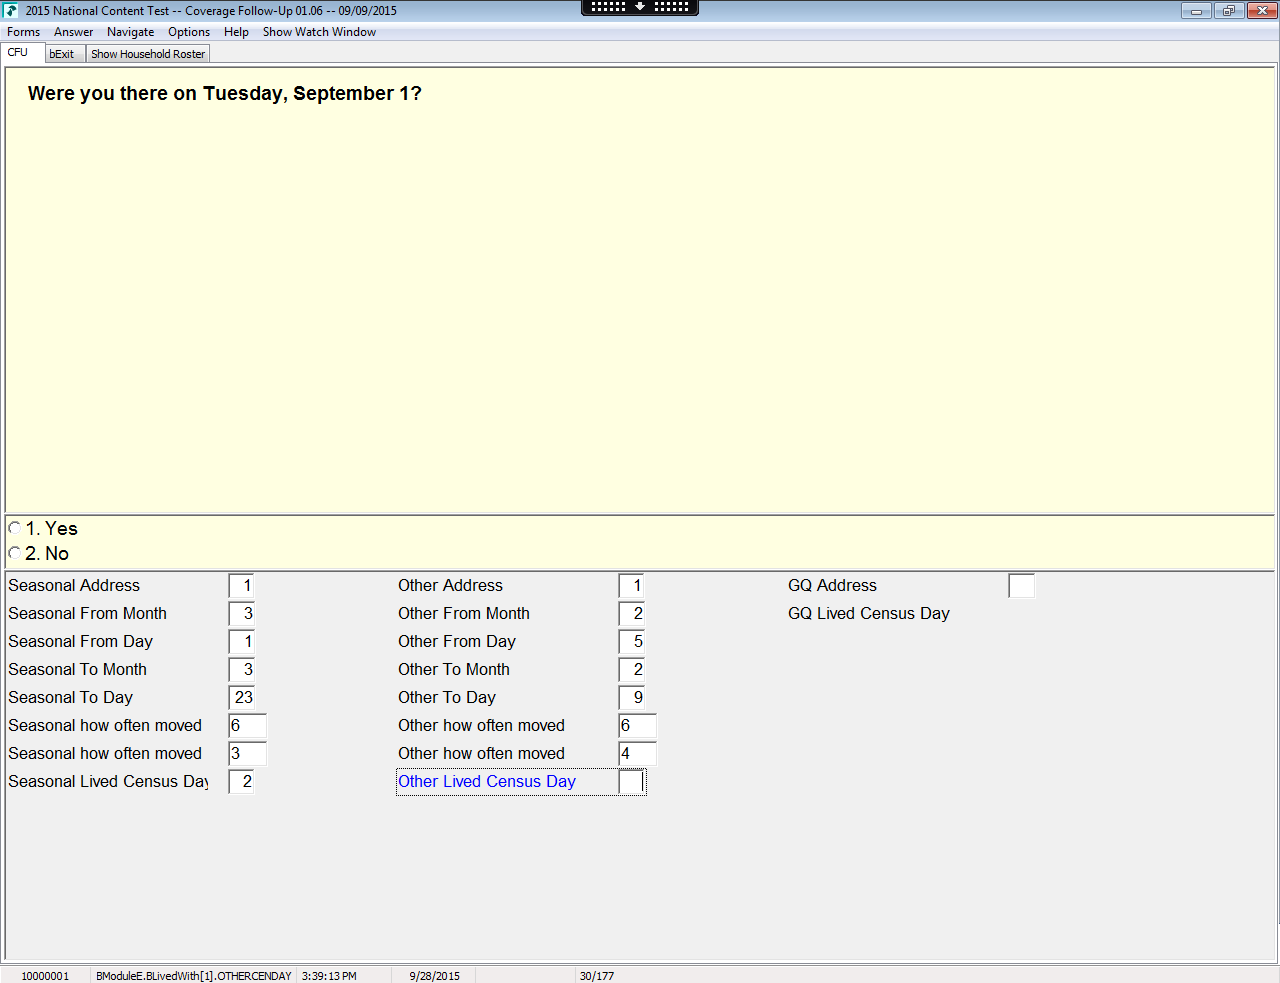 2015 National Content Test -- Coverage Follow-Up 01.06 -- 09/09/2015
Forms Answer Navigate Options Help Show Watch Window
CFU bExit Show Household Roster
Were you there on Tuesday, September 1?
1. Yes
2. No
Seasonal Address 1 Other Address 1 GQ Address
Seasonal From Month 3 Other From Month 2 GQ Lived Census Day
Seasonal From Day 1 Other From Day 5
Seasonal To Month 3 Other To Month 2
Seasonal To Day 23 Other To Day 9
Seasonal how often moved 6 Other how often moved 6
Seasonal how often moved 3 Other how often moved 4
Seasonal Lived Census Day 2 Other Lived Census Day
10000001 BModuleE.BLivedWith[1].OTHERCENDAY 3:39:13 PM 9/28/2015 30/177